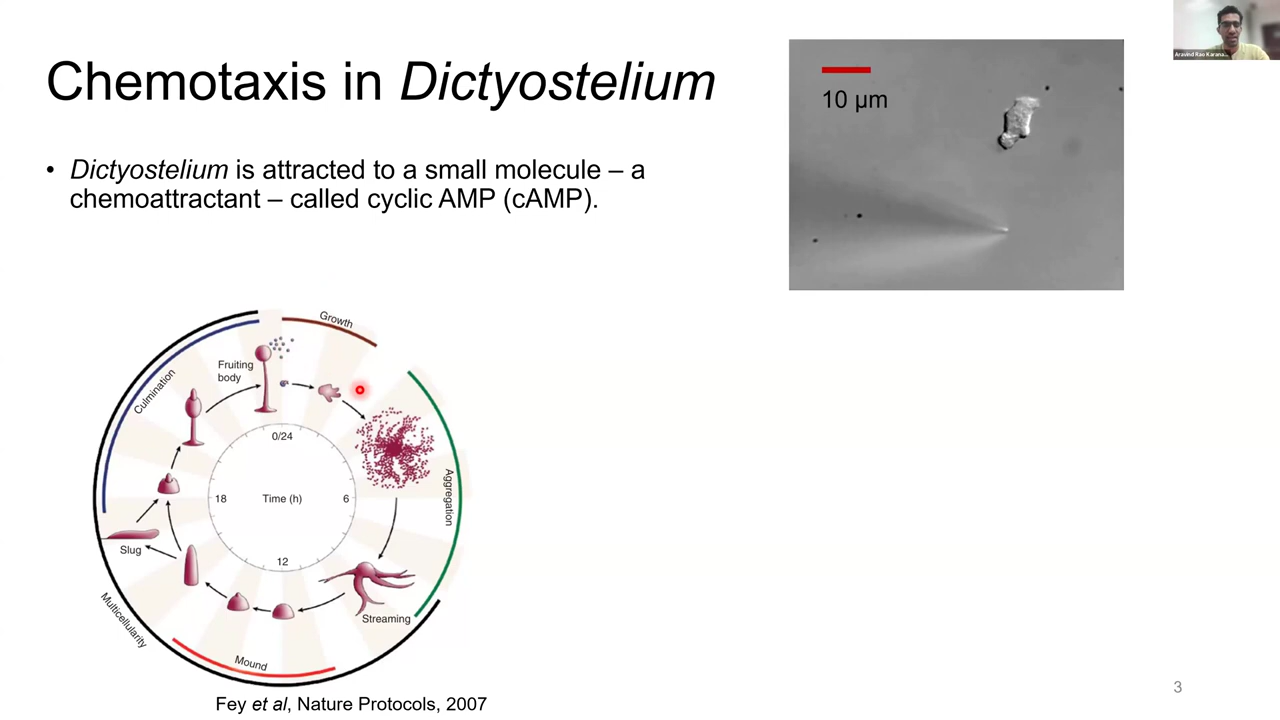 Chemotaxis in Dictyostelium
Aravind Rao Karana...
10 µm
• Dictyostelium is attracted to a small molecule – a
chemoattractant – called cyclic AMP (cAMP).
Growth
Fruiting
body
Culmination
0/24
18
Time (h)
6
12
Aggregation
Slug
Streaming
Multicellularity
Mound
Fey et al, Nature Protocols, 2007
3